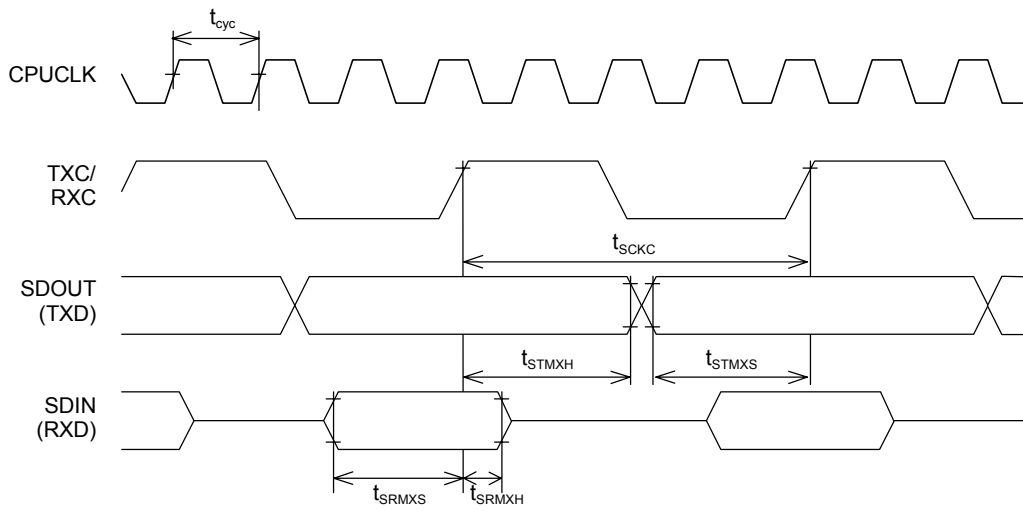 tcyc
CPUCLK
TXC/
RXC
tSCKC
SDOUT
(TXD)
tSTMXH
tSTMXS
SDIN
(RXD)
tSRMXS
tSRMXH